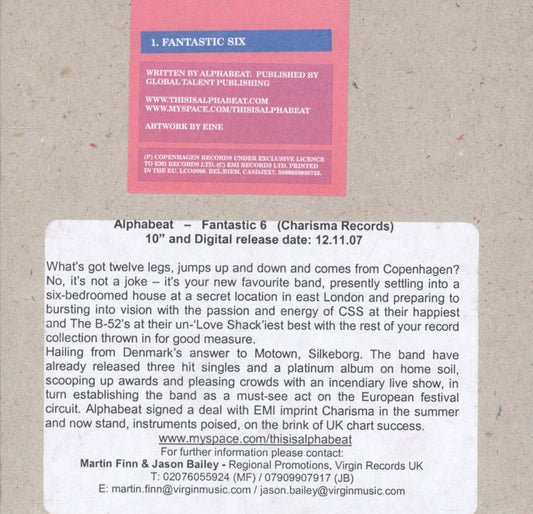 1. FANTASTIC SIX
WRITTEN BY ALPHABEAT. PUBLISHED BY
GLOBAL TALENT PUBLISHING
WWW.THISISALPHABEAT.COM
WWW.MYSPACE.COM/THISISALPHABEAT
ARTWORK BY EINE
(P) COPENHAGEN RECORDS UNDER EXCLUSIVE LICENCE
TO EMI RECORDS LTD. (C) EMI RECORDS LTD. PRINTED
IN THE EU. LC03098. BEL/BIEM. CASDJXX7.
Alphabeat – Fantastic 6 (Charisma Records)
10" and Digital release date: 12.11.07
What's got twelve legs, jumps up and down and comes from Copenhagen?
No, it's not a joke – it's your new favourite band, presently settling into a
six-bedroomed house at a secret location in east London and preparing to
bursting into vision with the passion and energy of CSS at their happiest
and The B-52's at their un-'Love Shack'iest best with the rest of your record
collection thrown in for good measure.
Hailing from Denmark's answer to Motown, Silkeborg. The band have
already released three hit singles and a platinum album on home soil,
scooping up awards and pleasing crowds with an incendiary live show, in
turn establishing the band as a must-see act on the European festival
circuit. Alphabeat signed a deal with EMI imprint Charisma in the summer
and now stand, instruments poised, on the brink of UK chart success.
www.myspace.com/thisisalphabeat
For further information please contact:
Martin Finn & Jason Bailey - Regional Promotions, Virgin Records UK
T: 02076055924 (MF) / 07909907917 (JB)
E: martin.finn@virginmusic.com / jason.bailey@virginmusic.com